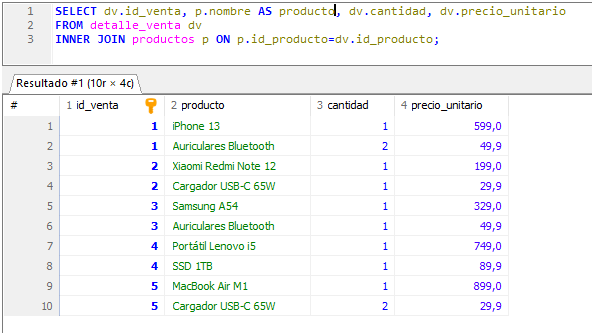 1 SELECT dv.id_venta, p.nombre AS producto, dv.cantidad, dv.precio_unitario
2 FROM detalle_venta dv
3 INNER JOIN productos p ON p.id_producto=dv.id_producto;
Resultado #1 (10r × 4c)
# 1 id_venta 2 producto 3 cantidad 4 precio_unitario
1 1 iPhone 13 1 599,0
2 1 Auriculares Bluetooth 2 49,9
3 2 Xiaomi Redmi Note 12 1 199,0
4 2 Cargador USB-C 65W 1 29,9
5 3 Samsung A54 1 329,0
6 3 Auriculares Bluetooth 1 49,9
7 4 Portátil Lenovo i5 1 749,0
8 4 SSD 1TB 1 89,9
9 5 MacBook Air M1 1 899,0
10 5 Cargador USB-C 65W 2 29,9